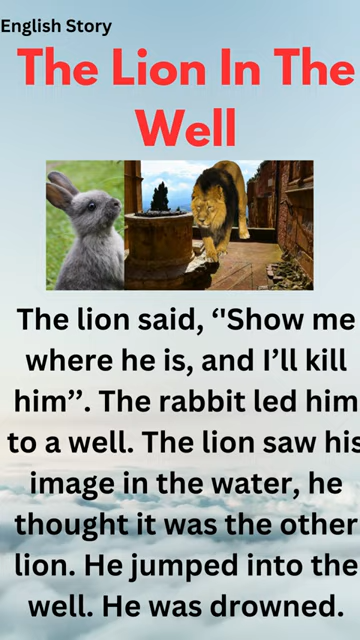 English Story
The Lion In The
Well
The lion said, "Show me
where he is, and I’ll kill
him”. The rabbit led him
to a well. The lion saw his
image in the water, he
thought it was the other
lion. He jumped into the
well. He was drowned.